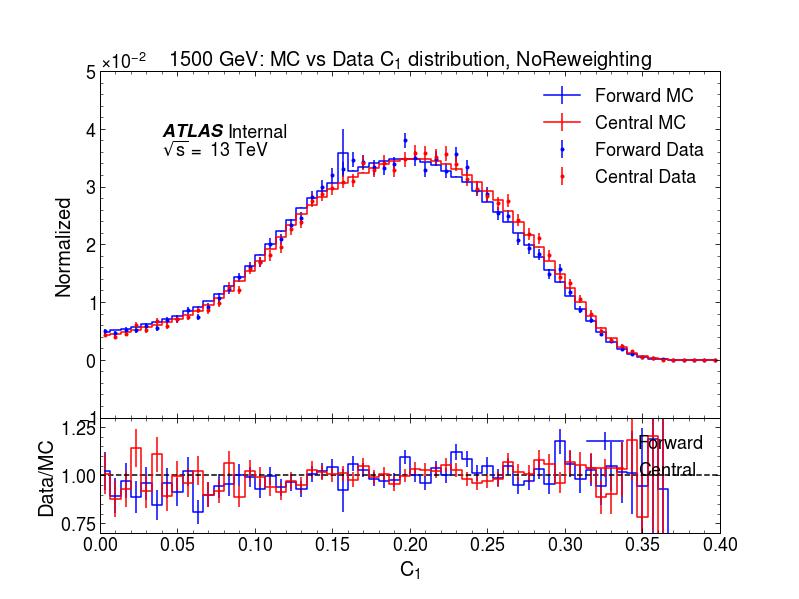 ×10⁻²
1500 GeV: MC vs Data C₁ distribution, NoReweighting
5
4
3
2
1
0
−1
Normalized
ATLAS Internal
√s = 13 TeV
Forward MC
Central MC
Forward Data
Central Data
1.25
1.00
0.75
Data/MC
Forward
Central
0.00 0.05 0.10 0.15 0.20 0.25 0.30 0.35 0.40
C₁